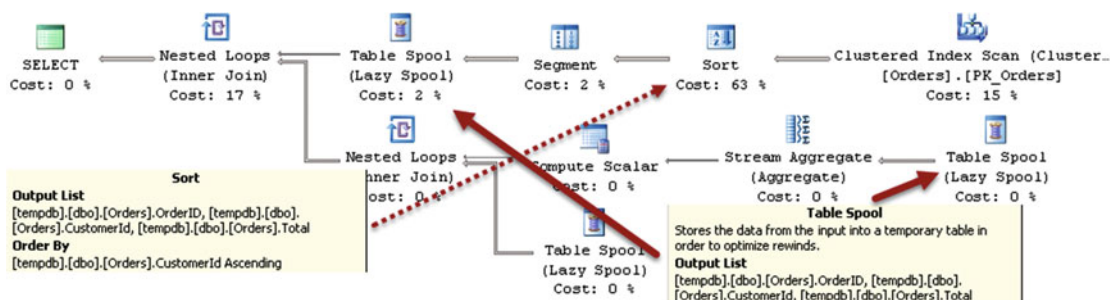 SELECT
Cost: 0 %
Nested Loops
(Inner Join)
Cost: 17 %
Table Spool
(Lazy Spool)
Cost: 2 %
Segment
Cost: 2 %
Sort
Cost: 63 %
Clustered Index Scan (Cluster…
[Orders].[PK_Orders]
Cost: 15 %
Nested Loops
Inner Join)
Cost: 0 %
Compute Scalar
Cost: 0 %
Stream Aggregate
(Aggregate)
Cost: 0 %
Table Spool
(Lazy Spool)
Cost: 0 %
Table Spool
(Lazy Spool)
Cost: 0 %
Sort
Output List
[tempdb].[dbo].[Orders].OrderID, [tempdb].[dbo].
[Orders].CustomerId, [tempdb].[dbo].[Orders].Total
Order By
[tempdb].[dbo].[Orders].CustomerId Ascending
Table Spool
Stores the data from the input into a temporary table in
order to optimize rewinds.
Output List
[tempdb].[dbo].[Orders].OrderID, [tempdb].[dbo].
[Orders].CustomerId, [tempdb].[dbo].[Orders].Total